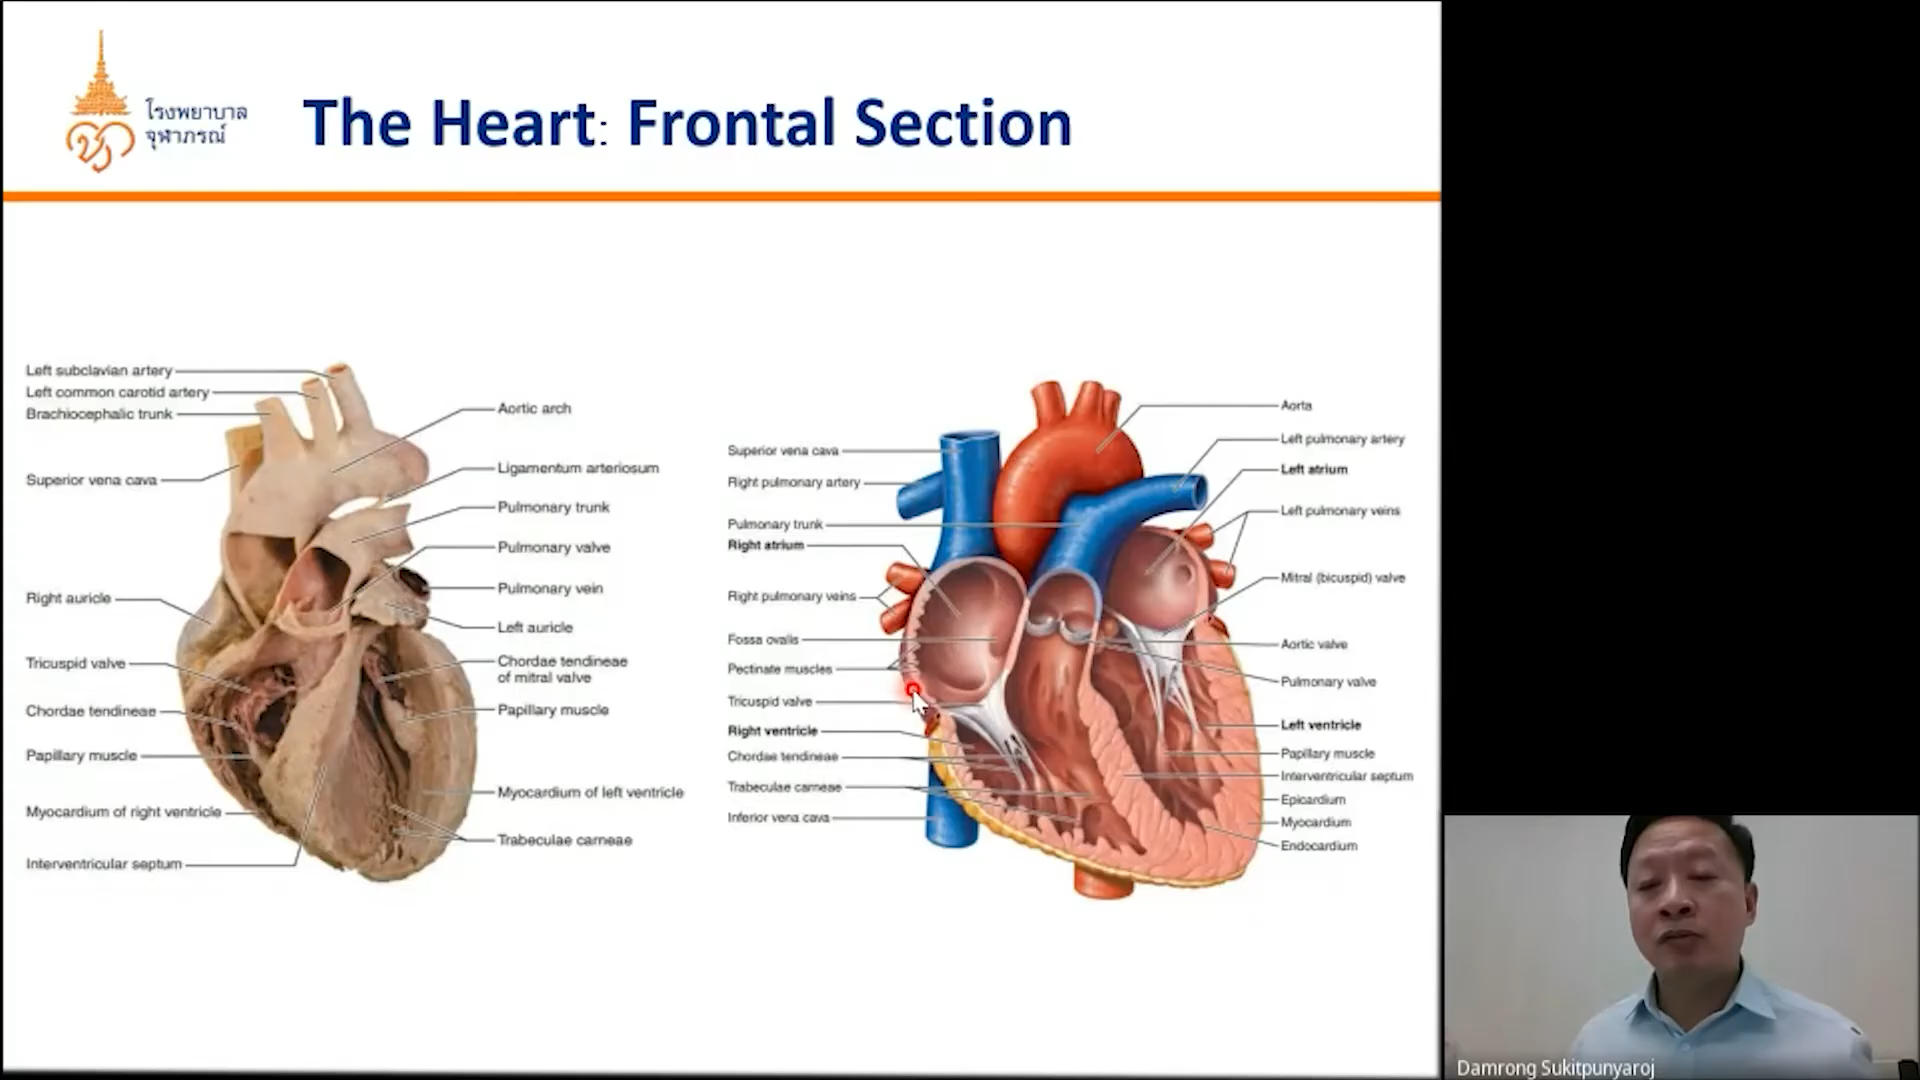 โรงพยาบาล
จุฬาภรณ์
The Heart: Frontal Section
Left subclavian artery
Left common carotid artery
Brachiocephalic trunk
Superior vena cava
Right auricle
Tricuspid valve
Chordae tendineae
Papillary muscle
Myocardium of right ventricle
Interventricular septum
Aortic arch
Ligamentum arteriosum
Pulmonary trunk
Pulmonary valve
Pulmonary vein
Left auricle
Chordae tendineae
of mitral valve
Papillary muscle
Myocardium of left ventricle
Trabeculae carneae
Superior vena cava
Right pulmonary artery
Pulmonary trunk
Right atrium
Right pulmonary veins
Fossa ovalis
Pectinate muscles
Tricuspid valve
Right ventricle
Chordae tendineae
Trabeculae carneae
Inferior vena cava
Aorta
Left pulmonary artery
Left atrium
Left pulmonary veins
Mitral (bicuspid) valve
Aortic valve
Pulmonary valve
Left ventricle
Papillary muscle
Interventricular septum
Epicardium
Myocardium
Endocardium
Damrong Sukitpunyaroj